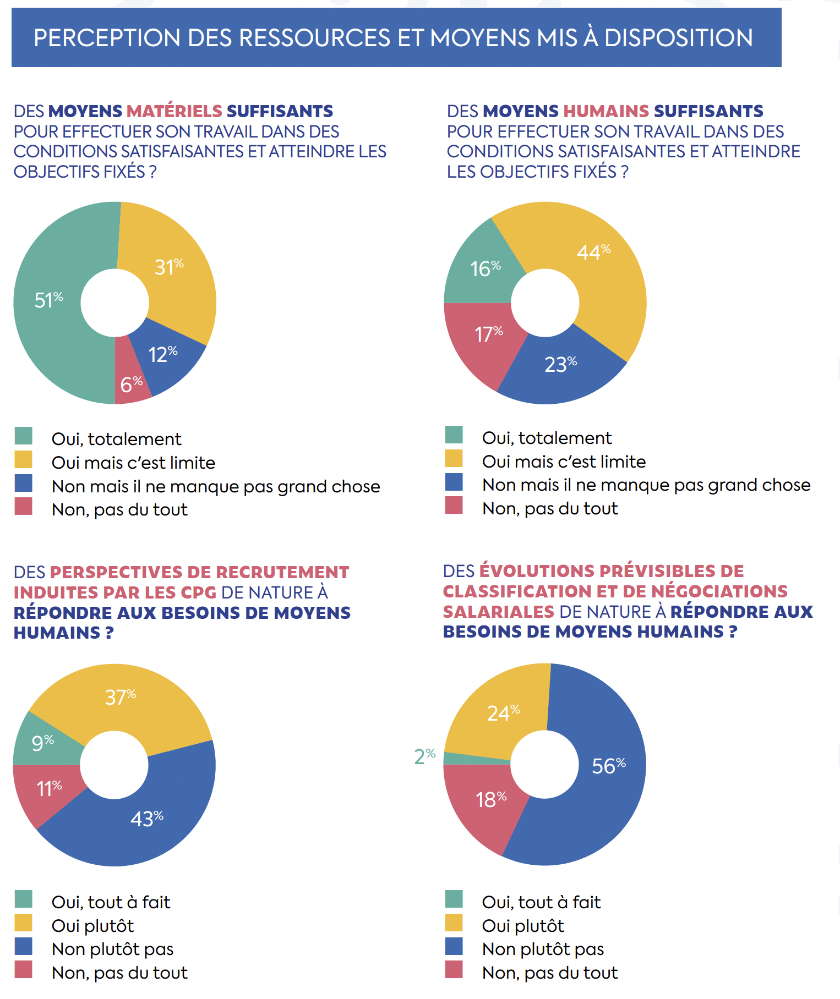 PERCEPTION DES RESSOURCES ET MOYENS MIS À DISPOSITION
DES MOYENS MATÉRIELS SUFFISANTS
POUR EFFECTUER SON TRAVAIL DANS DES
CONDITIONS SATISFAISANTES ET ATTEINDRE LES
OBJECTIFS FIXÉS ?
31%
51%
12%
6%
Oui, totalement
Oui mais c'est limite
Non mais il ne manque pas grand chose
Non, pas du tout
DES MOYENS HUMAINS SUFFISANTS
POUR EFFECTUER SON TRAVAIL DANS DES
CONDITIONS SATISFAISANTES ET ATTEINDRE
LES OBJECTIFS FIXÉS ?
44%
16%
17%
23%
Oui, totalement
Oui mais c'est limite
Non mais il ne manque pas grand chose
Non, pas du tout
DES PERSPECTIVES DE RECRUTEMENT
INDUITES PAR LES CPG DE NATURE À
RÉPONDRE AUX BESOINS DE MOYENS
HUMAINS ?
37%
9%
11%
43%
Oui, tout à fait
Oui plutôt
Non plutôt pas
Non, pas du tout
DES ÉVOLUTIONS PRÉVISIBLES DE
CLASSIFICATION ET DE NÉGOCIATIONS
SALARIALES DE NATURE À RÉPONDRE AUX
BESOINS DE MOYENS HUMAINS ?
24%
2%
56%
18%
Oui, tout à fait
Oui plutôt
Non plutôt pas
Non, pas du tout